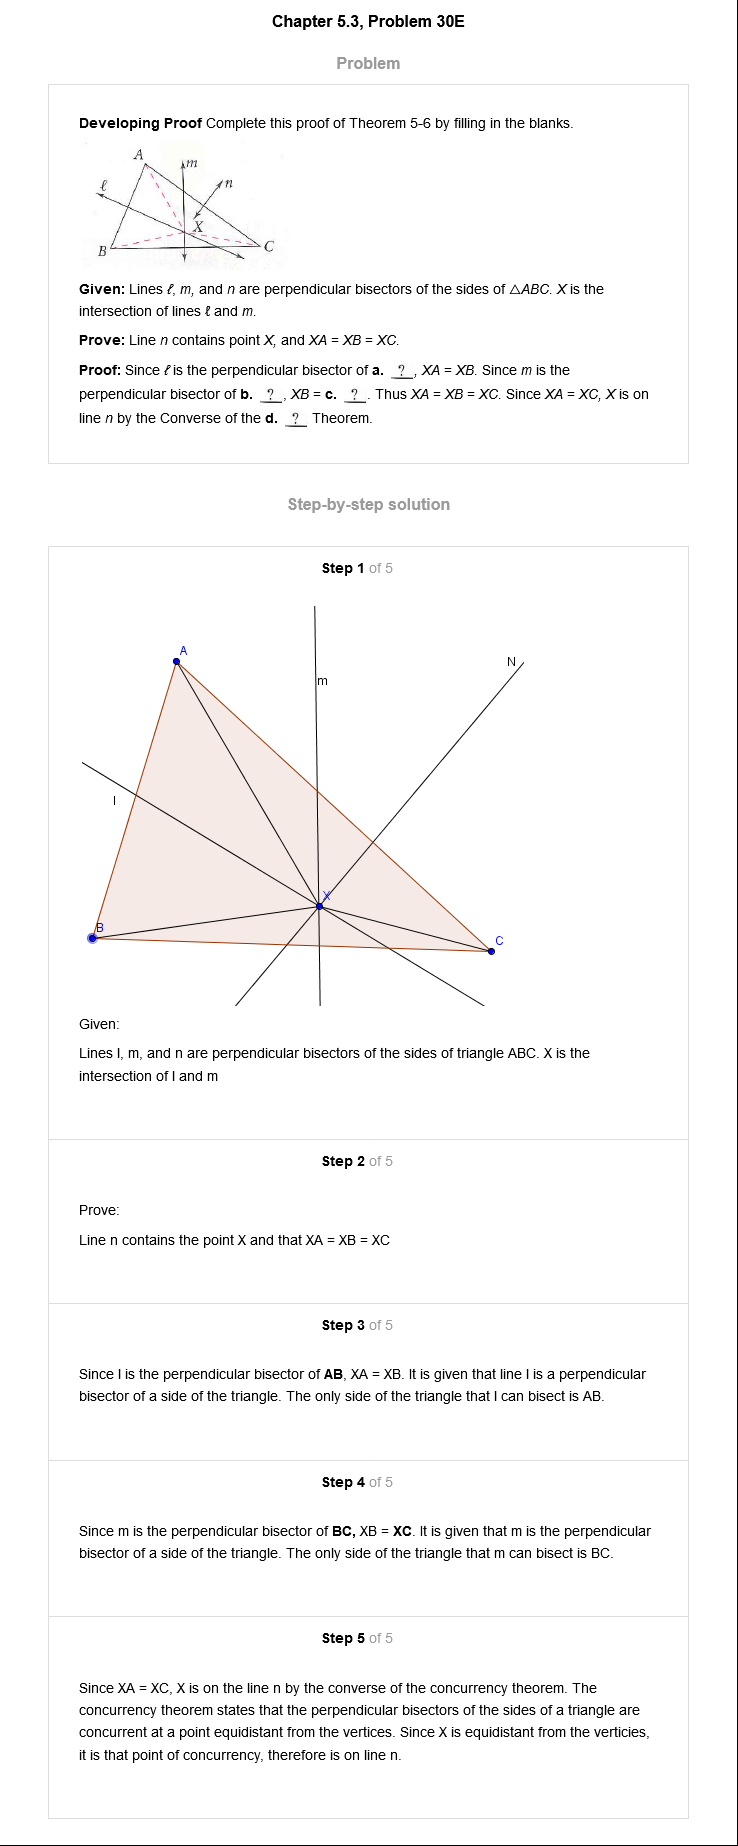 Chapter 5.3, Problem 30E
Problem
Developing Proof Complete this proof of Theorem 5-6 by filling in the blanks.
A
m
ℓ
n
X
B
C
Given: Lines ℓ, m, and n are perpendicular bisectors of the sides of △ABC. X is the
intersection of lines ℓ and m.
Prove: Line n contains point X, and XA = XB = XC.
Proof: Since ℓ is the perpendicular bisector of a. ?, XA = XB. Since m is the
perpendicular bisector of b. ?, XB = c. ?. Thus XA = XB = XC. Since XA = XC, X is on
line n by the Converse of the d. ? Theorem.
Step-by-step solution
Step 1 of 5
A
N
m
l
X
B
C
Given:
Lines l, m, and n are perpendicular bisectors of the sides of triangle ABC. X is the
intersection of l and m
Step 2 of 5
Prove:
Line n contains the point X and that XA = XB = XC
Step 3 of 5
Since l is the perpendicular bisector of AB, XA = XB. It is given that line l is a perpendicular
bisector of a side of the triangle. The only side of the triangle that l can bisect is AB.
Step 4 of 5
Since m is the perpendicular bisector of BC, XB = XC. It is given that m is the perpendicular
bisector of a side of the triangle. The only side of the triangle that m can bisect is BC.
Step 5 of 5
Since XA = XC, X is on the line n by the converse of the concurrency theorem. The
concurrency theorem states that the perpendicular bisectors of the sides of a triangle are
concurrent at a point equidistant from the vertices. Since X is equidistant from the verticies,
it is that point of concurrency, therefore is on line n.